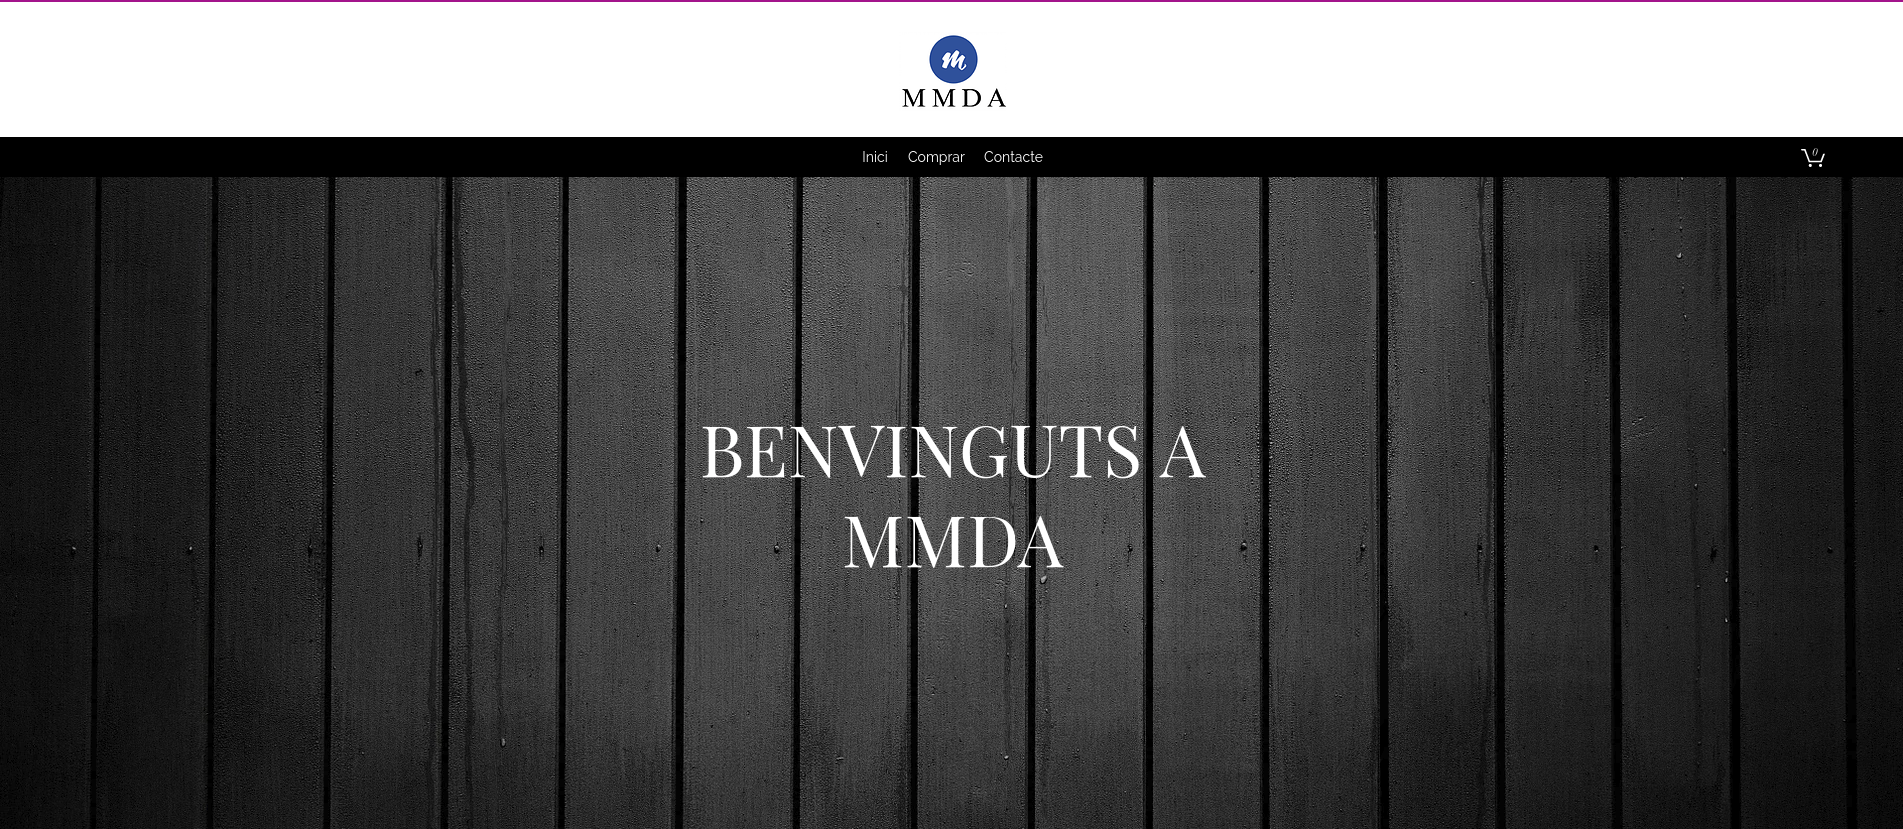 m
MMDA
Inici Comprar Contacte
0
BENVINGUTS A
MMDA